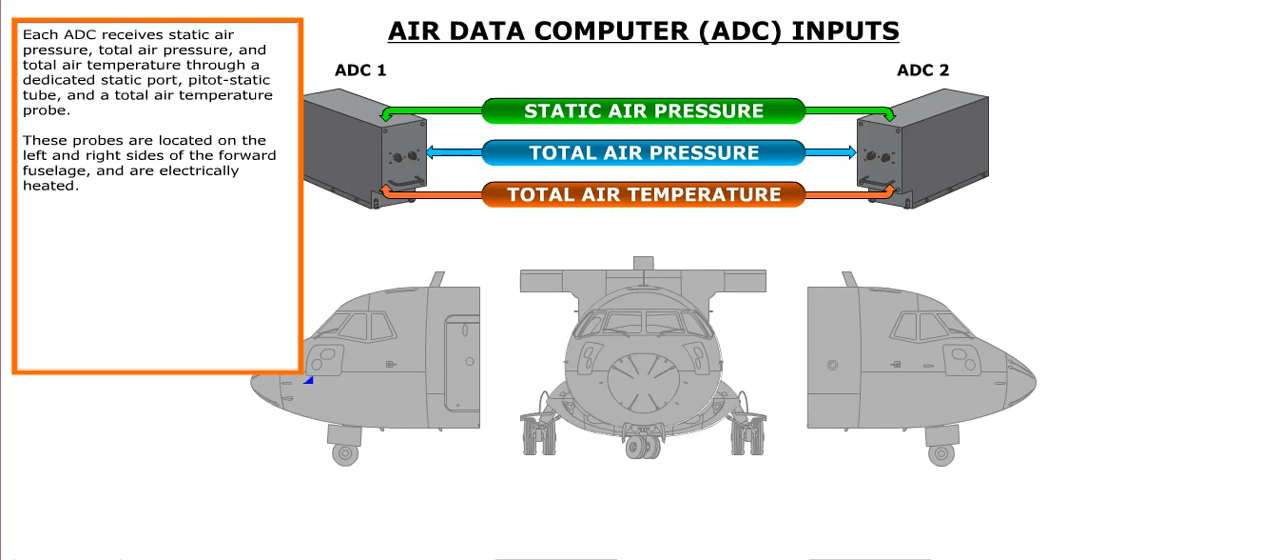 AIR DATA COMPUTER (ADC) INPUTS
Each ADC receives static air
pressure, total air pressure, and
total air temperature through a
dedicated static port, pitot-static
tube, and a total air temperature
probe.
These probes are located on the
left and right sides of the forward
fuselage, and are electrically
heated.
ADC 1
ADC 2
STATIC AIR PRESSURE
TOTAL AIR PRESSURE
TOTAL AIR TEMPERATURE